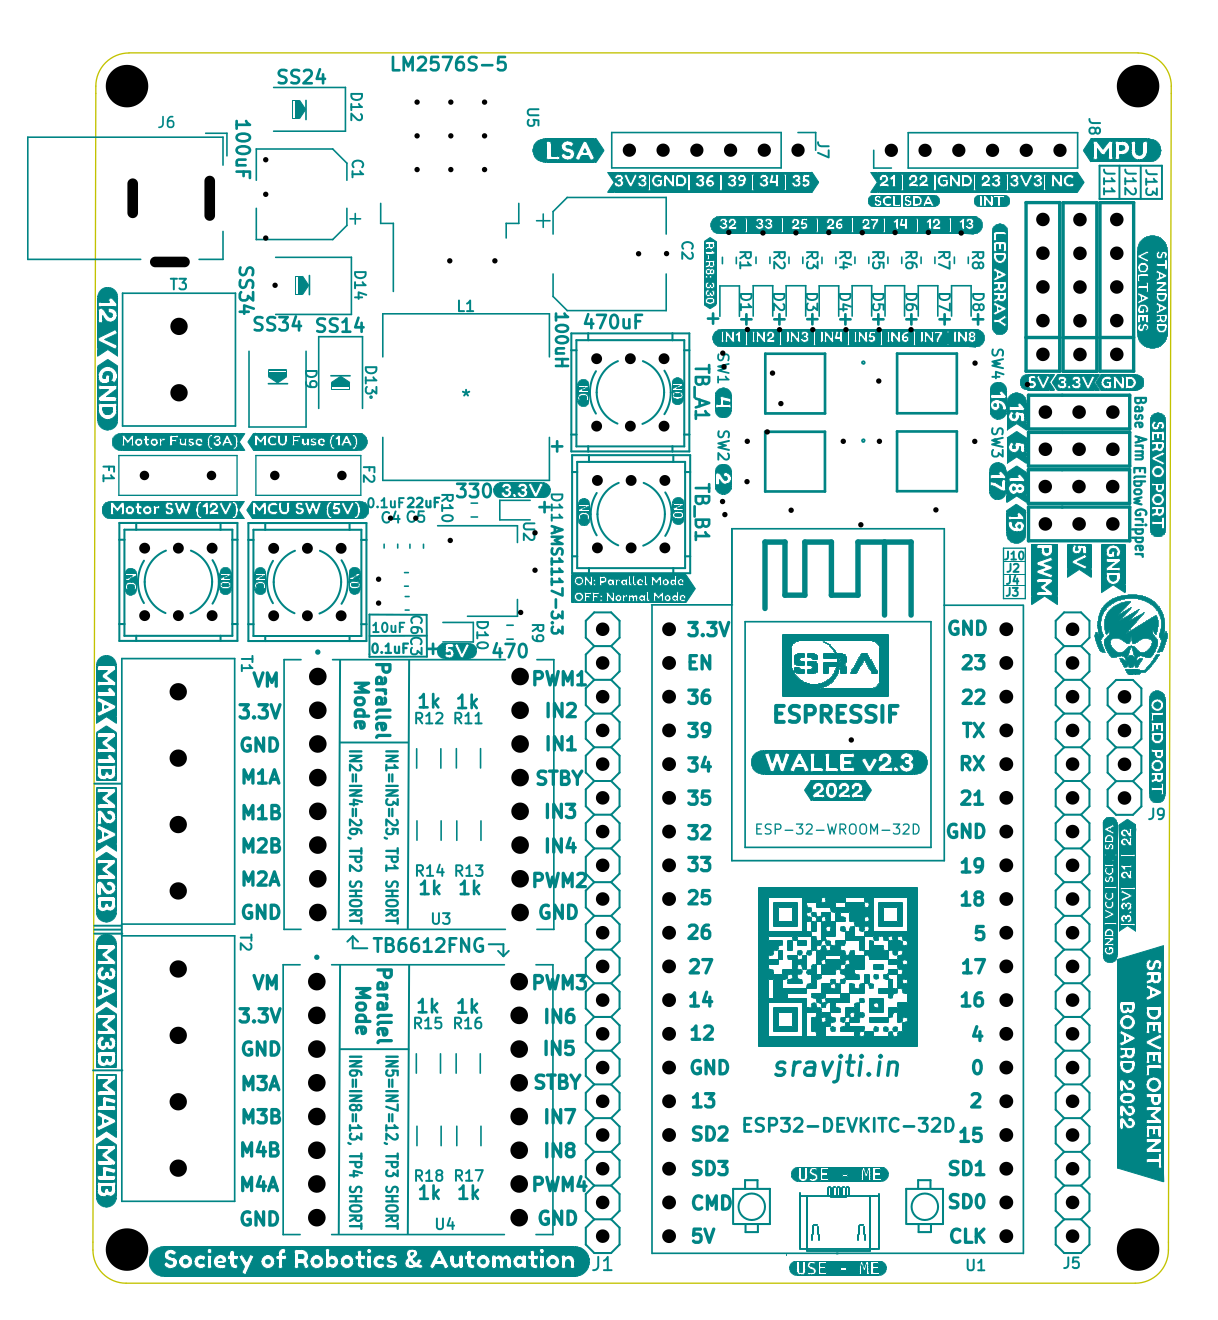 LM2576S-5
SS24
D12
U5
J6
100uF
C1
LSA
J7
J8
MPU
3V3|GND| 36 | 39 | 34 | 35
21 | 22 |GND| 23 |3V3| NC
SCL|SDA
INT
J11
J12
J13
32 | 33 | 25 | 26 | 27 | 14 | 12 | 13
R1-R8: 330
R1
R2
R3
R4
R5
R6
R7
R8
LED ARRAY
STANDARD
VOLTAGES
C2
470uF
SS34
D14
T3
L1
100uH
SS34
SS14
D9
D13
12 V
GND
D1
D2
D3
D4
D5
D6
D7
D8
IN1 |IN2 | IN3 |IN4 | IN5 | IN6 | IN7 | IN8
5V
3.3V
GND
SW1
4
SW2
2
SW4
16
SW3
17
NC
NO
TB_A1
NC
NO
TB_B1
15
5
18
19
Base
Arm
Elbow
Gripper
SERVO PORT
PWM
5V
GND
J10
J2
J4
J3
Motor Fuse (3A)
MCU Fuse (1A)
F1
F2
Motor SW (12V)
MCU SW (5V)
330
3.3V
0.1uF
22uF
C4
C5
R10
D11
U2
AMS1117-3.3
ON: Parallel Mode
OFF: Normal Mode
NC
NO
NC
NO
10uF
0.1uF
C6
C3
D10
5V
470
R9
T1
M1A
M1B
M2A
M2B
VM
3.3V
GND
M1A
M1B
M2B
M2A
GND
Parallel
Mode
IN1=IN3=25, TP1 SHORT
IN2=IN4=26, TP2 SHORT
1k
1k
R12
R11
R14
R13
1k
1k
U3
PWM1
IN2
IN1
STBY
IN3
IN4
PWM2
GND
TB6612FNG
T2
M3A
M3B
M4A
M4B
VM
3.3V
GND
M3A
M3B
M4B
M4A
GND
Parallel
Mode
IN5=IN7=12, TP3 SHORT
IN6=IN8=13, TP4 SHORT
1k
1k
R15
R16
R18
R17
1k
1k
U4
PWM3
IN6
IN5
STBY
IN7
IN8
PWM4
GND
J1
3.3V
EN
36
39
34
35
32
33
25
26
27
14
12
GND
13
SD2
SD3
CMD
5V
SRA
ESPRESSIF
WALLE v2.3
2022
ESP-32-WROOM-32D
sravjti.in
ESP32-DEVKITC-32D
USE - ME
USE - ME
GND
23
22
TX
RX
21
GND
19
18
5
17
16
4
0
2
15
SD1
SD0
CLK
U1
J5
OLED PORT
J9
GND |VCC |SCL |SDA
3.3V| 21 | 22
SRA DEVELOPMENT
BOARD 2022
Society of Robotics & Automation